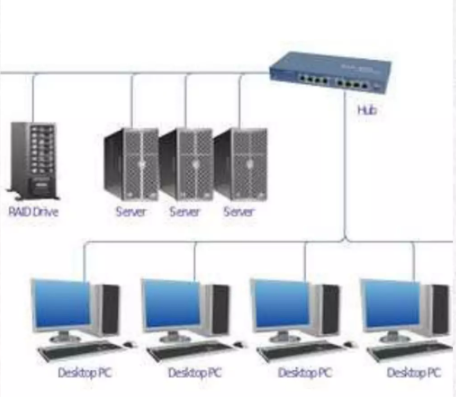 Hub
RAID Drive
Server Server Server
Desktop PC Desktop PC Desktop PC Desktop PC